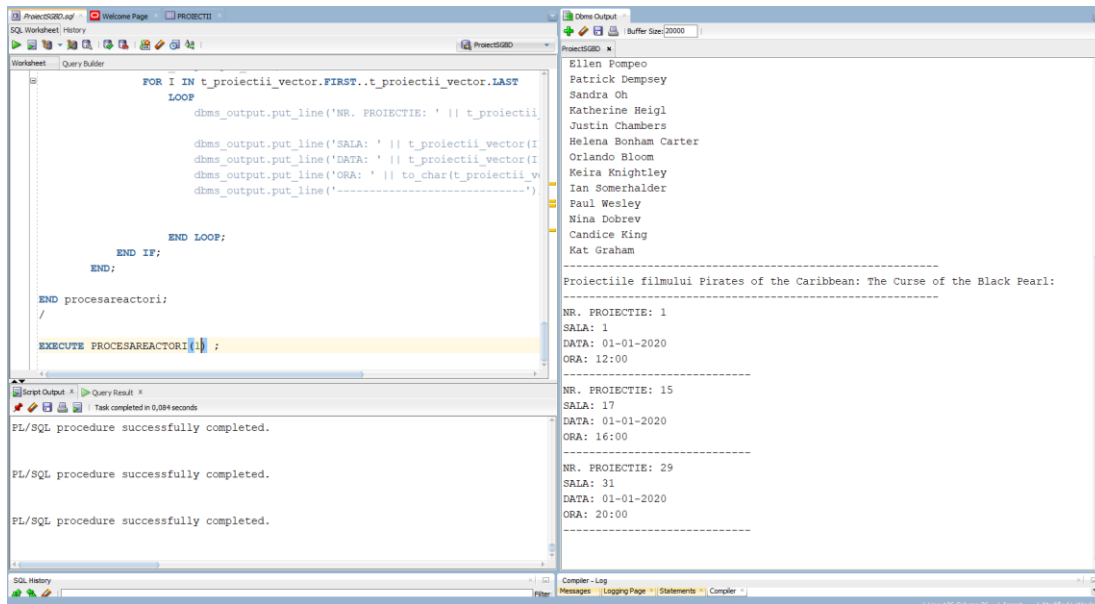 ProiectSGBD.sql Welcome Page PROIECTII
SQL Worksheet History
ProiectSGBD
Worksheet Query Builder
FOR I IN t_proiectii_vector.FIRST..t_proiectii_vector.LAST
LOOP
dbms_output.put_line('NR. PROIECTIE: ' || t_proiectii_
dbms_output.put_line('SALA: ' || t_proiectii_vector(I
dbms_output.put_line('DATA: ' || t_proiectii_vector(I
dbms_output.put_line('ORA: ' || to_char(t_proiectii_v
dbms_output.put_line('-----------------------------')
END LOOP;
END IF;
END;
END procesareactori;
/
EXECUTE PROCESAREACTORI(1) ;
Script Output Query Result
Task completed in 0,084 seconds
PL/SQL procedure successfully completed.
PL/SQL procedure successfully completed.
PL/SQL procedure successfully completed.
SQL History
Filter
Dbms Output
Buffer Size: 20000
ProiectSGBD
Ellen Pompeo
Patrick Dempsey
Sandra Oh
Katherine Heigl
Justin Chambers
Helena Bonham Carter
Orlando Bloom
Keira Knightley
Ian Somerhalder
Paul Wesley
Nina Dobrev
Candice King
Kat Graham
----------------------------------------------------------
Proiectiile filmului Pirates of the Caribbean: The Curse of the Black Pearl:
----------------------------------------------------------
NR. PROIECTIE: 1
SALA: 1
DATA: 01-01-2020
ORA: 12:00
-----------------------------
NR. PROIECTIE: 15
SALA: 17
DATA: 01-01-2020
ORA: 16:00
-----------------------------
NR. PROIECTIE: 29
SALA: 31
DATA: 01-01-2020
ORA: 20:00
-----------------------------
Compiler - Log
Messages Logging Page Statements Compiler